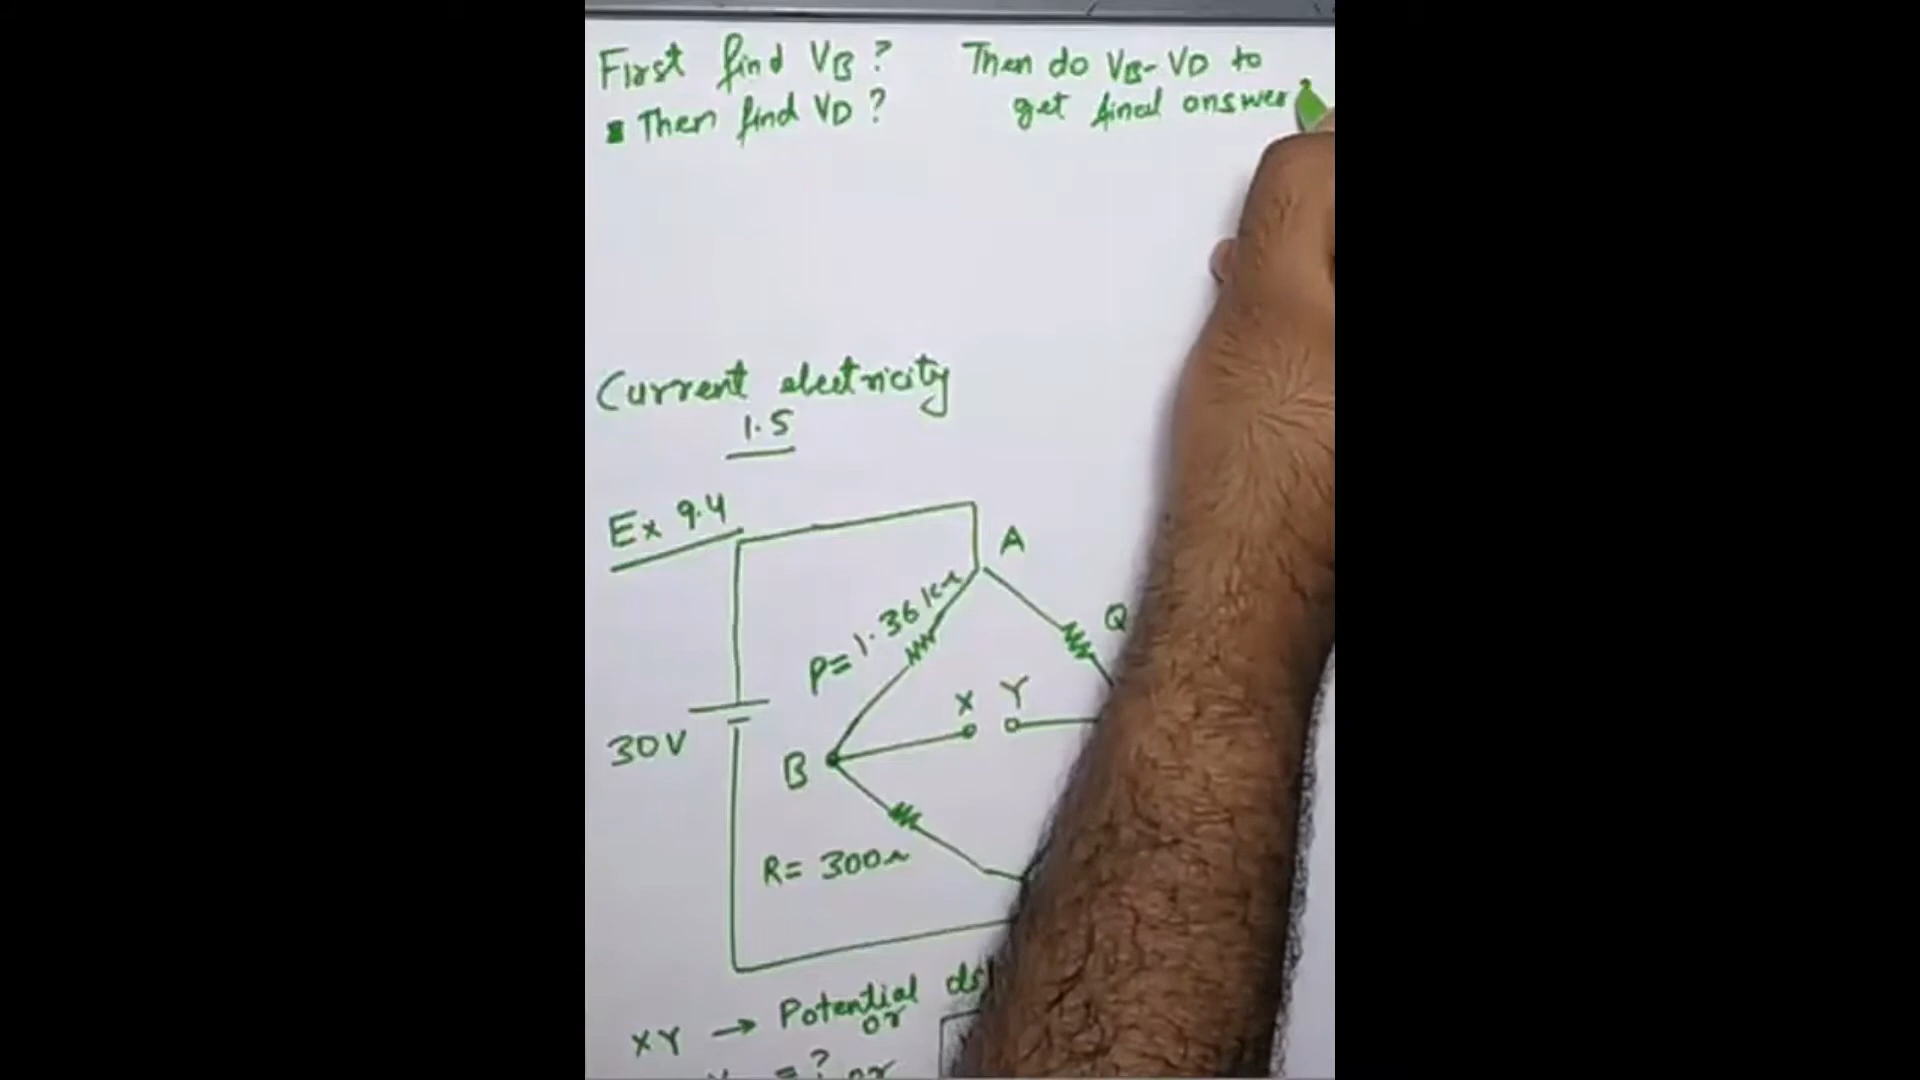 First find VB?
Then find VD?
Then do VB-VD to
get final answer
Current electricity
1.5
Ex 9.4
A
P=1.36 kΩ
Q
X Y
30V
B
R= 300Ω
XY → Potential
or
= ? or